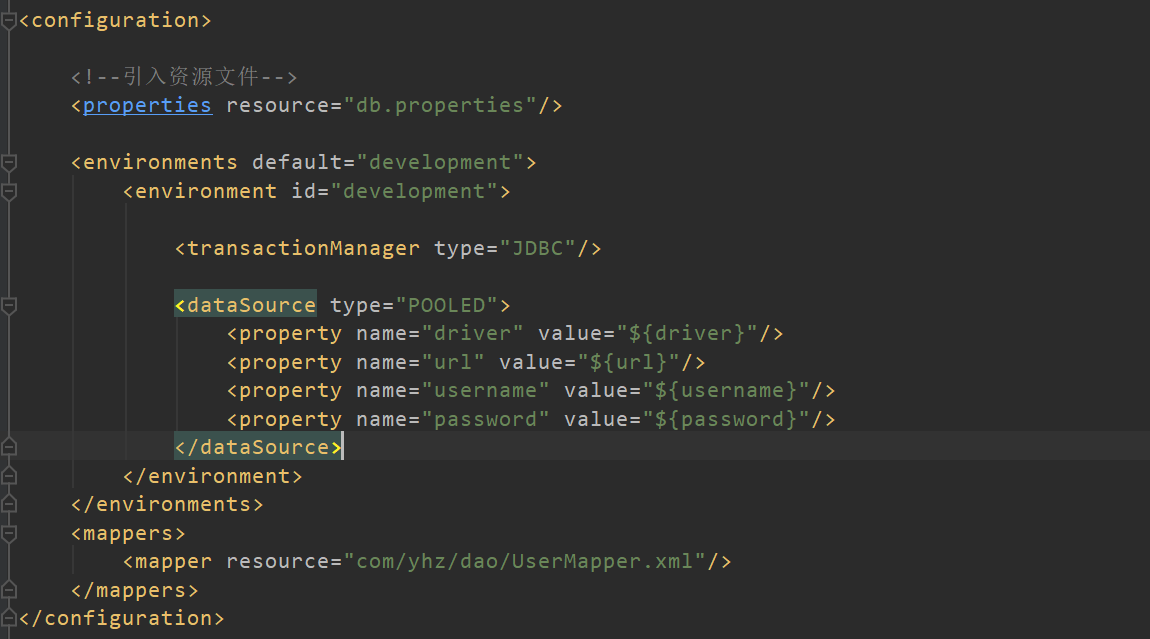 <configuration>
<!--引入资源文件-->
<properties resource="db.properties"/>
<environments default="development">
<environment id="development">
<transactionManager type="JDBC"/>
<dataSource type="POOLED">
<property name="driver" value="${driver}"/>
<property name="url" value="${url}"/>
<property name="username" value="${username}"/>
<property name="password" value="${password}"/>
</dataSource>
</environment>
</environments>
<mappers>
<mapper resource="com/yhz/dao/UserMapper.xml"/>
</mappers>
</configuration>